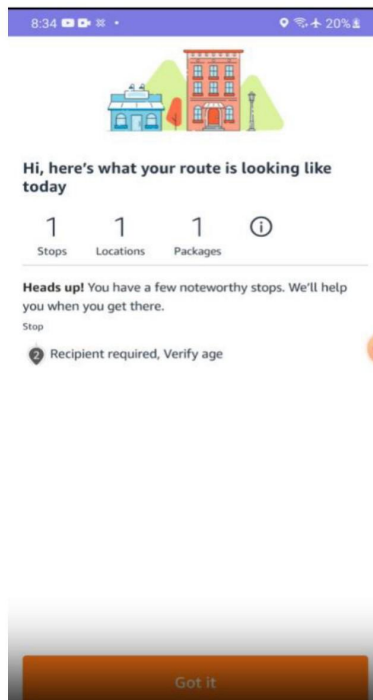 8:34
20%
Hi, here's what your route is looking like
today
1 1 1
Stops Locations Packages
Heads up! You have a few noteworthy stops. We'll help
you when you get there.
Stop
2 Recipient required, Verify age
Got it